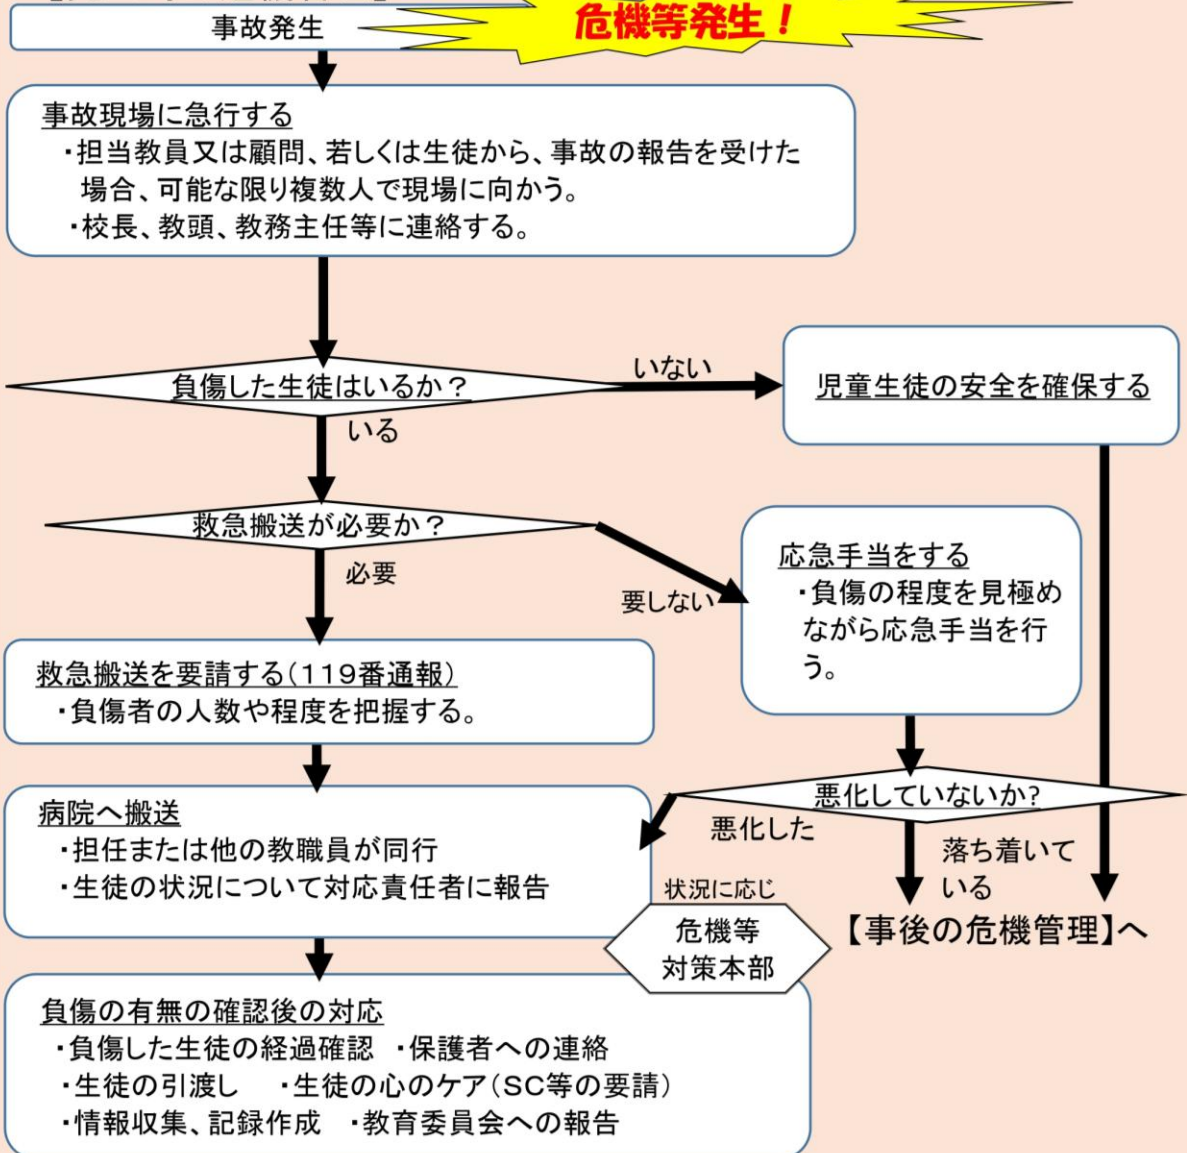 危機等発生！
事故発生
事故現場に急行する
・担当教員又は顧問、若しくは生徒から、事故の報告を受けた
場合、可能な限り複数人で現場に向かう。
・校長、教頭、教務主任等に連絡する。
負傷した生徒はいるか？
いない
児童生徒の安全を確保する
いる
救急搬送が必要か？
必要
要しない
応急手当をする
・負傷の程度を見極め
ながら応急手当を行
う。
救急搬送を要請する(119番通報)
・負傷者の人数や程度を把握する。
病院へ搬送
・担任または他の教職員が同行
・生徒の状況について対応責任者に報告
悪化していないか?
悪化した
落ち着いて
いる
状況に応じ
危機等
対策本部
【事後の危機管理】へ
負傷の有無の確認後の対応
・負傷した生徒の経過確認 ・保護者への連絡
・生徒の引渡し ・生徒の心のケア(SC等の要請)
・情報収集、記録作成 ・教育委員会への報告